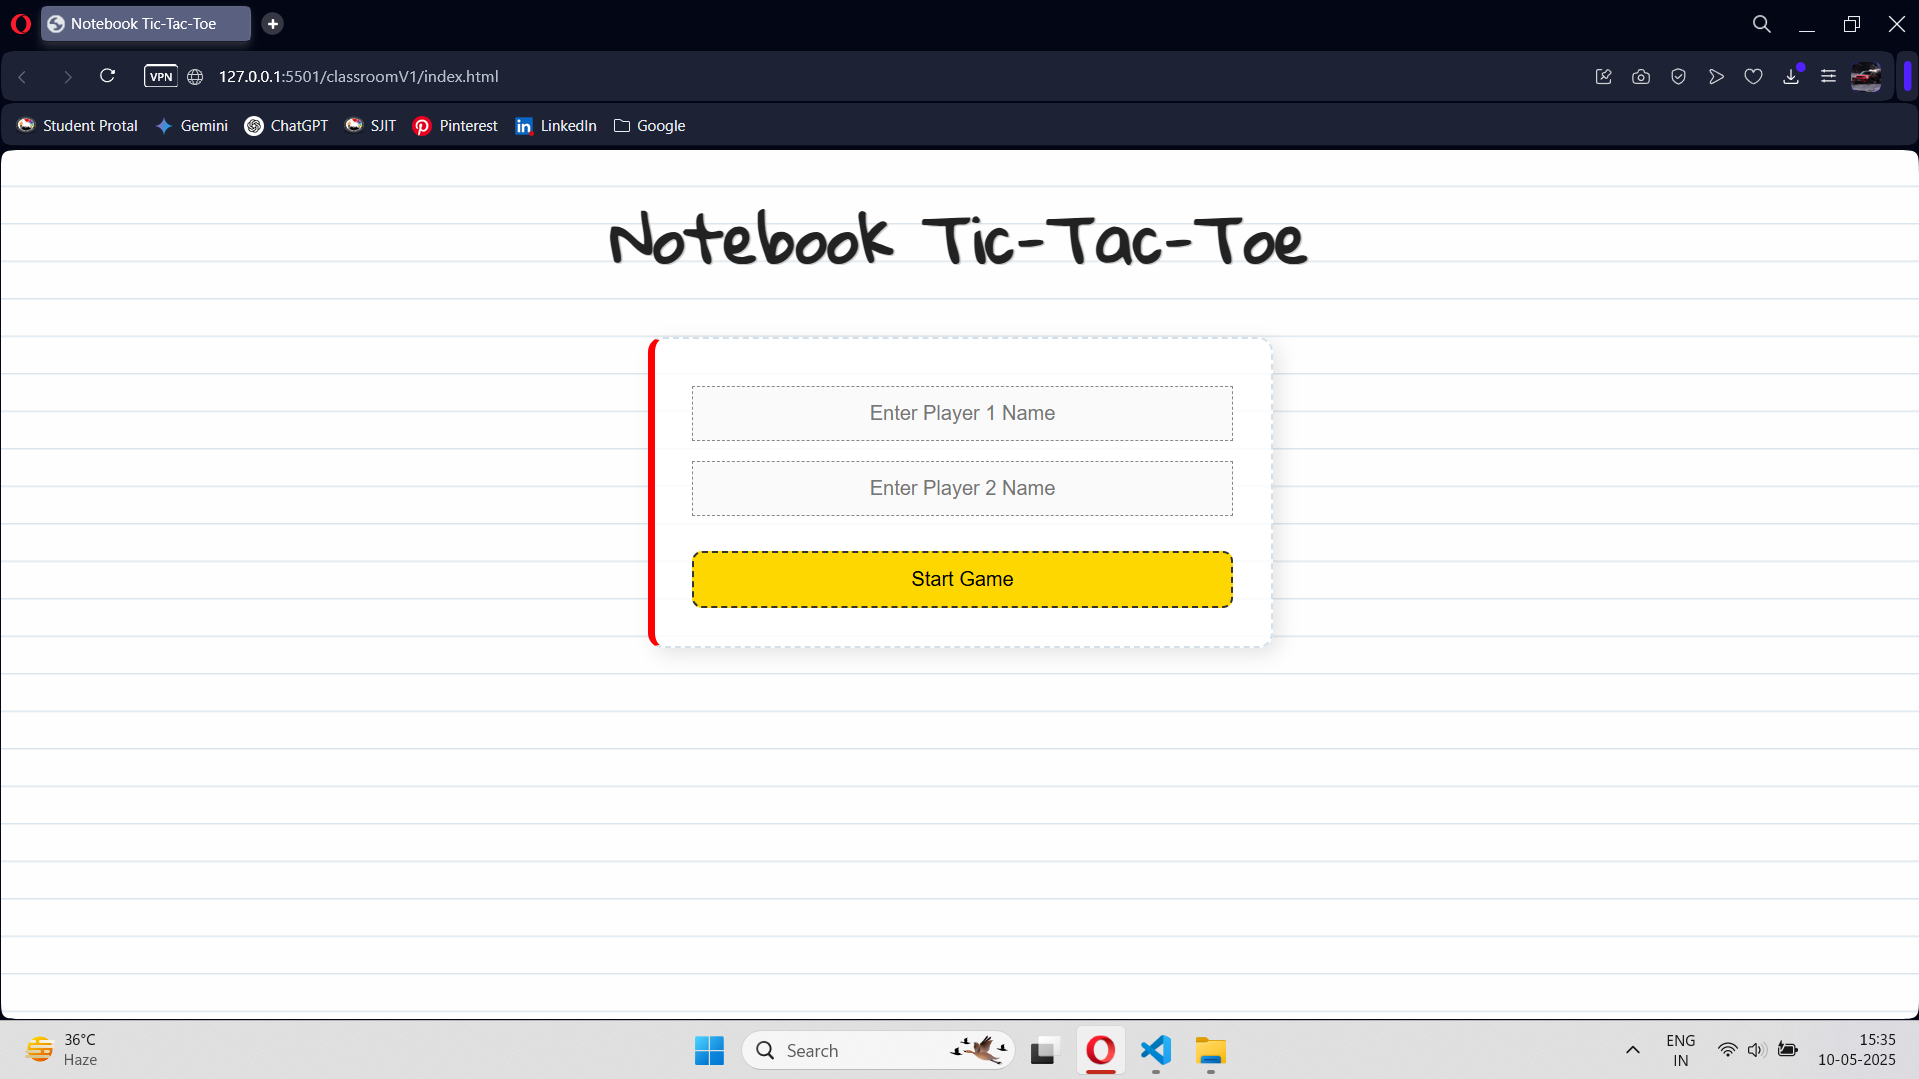 Notebook Tic-Tac-Toe
VPN 127.0.0.1:5501/classroomV1/index.html
Student Protal Gemini ChatGPT SJIT Pinterest LinkedIn Google
Notebook Tic-Tac-Toe
Enter Player 1 Name
Enter Player 2 Name
Start Game
36°C
Haze
Search
ENG
IN
15:35
10-05-2025